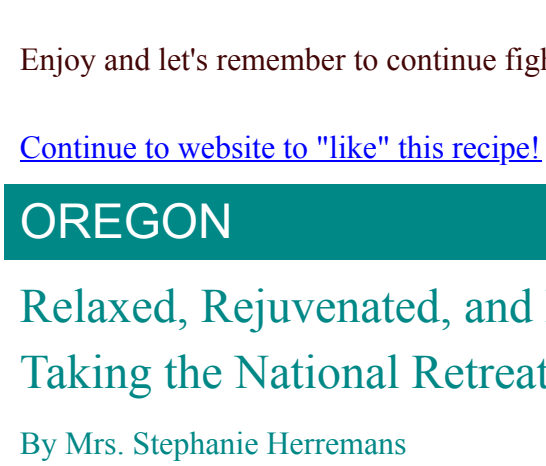 Enjoy and let's remember to continue
Continue to website to "like" this recipe!
OREGON
Relaxed, Rejuvenated, and
Taking the National Retreat
By Mrs. Stephanie Herremans